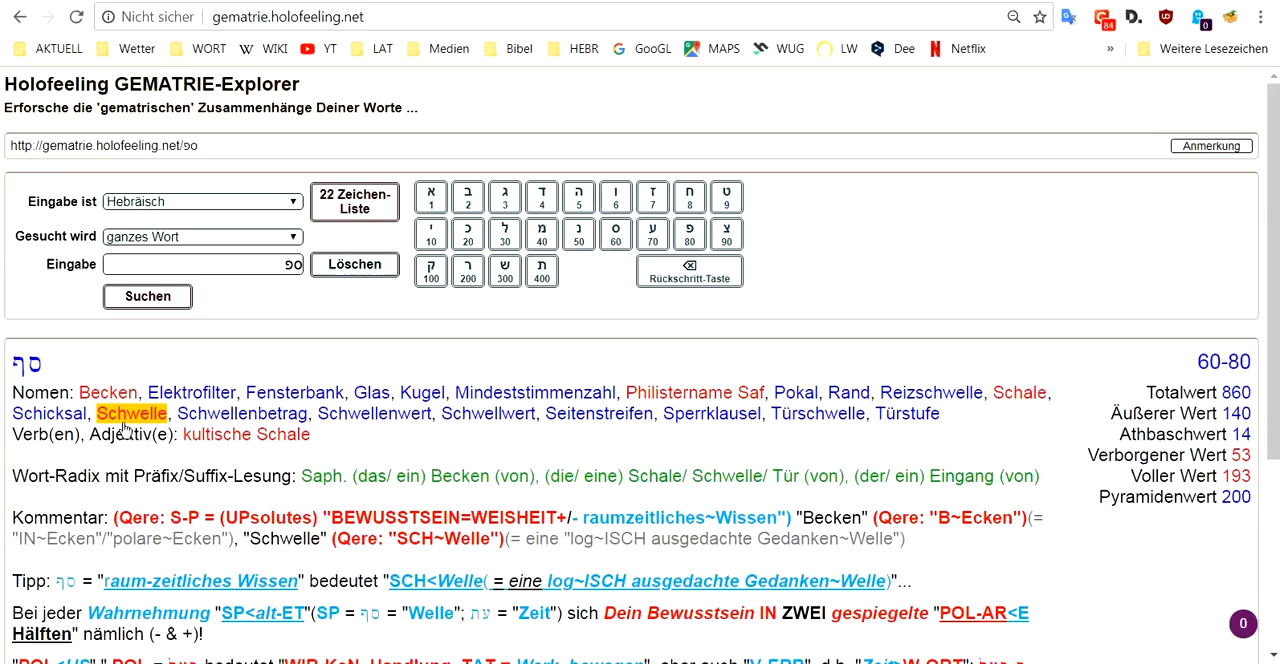 Nicht sicher | gematrie.holofeeling.net
84 D. 0
AKTUELL Wetter WORT WIKI YT LAT Medien Bibel HEBR GooGL MAPS WUG LW Dee Netflix » Weitere Lesezeichen
Holofeeling GEMATRIE-Explorer
Erforsche die 'gematrischen' Zusammenhänge Deiner Worte ...
http://gematrie.holofeeling.net/ספ Anmerkung
Eingabe ist Hebräisch 22 Zeichen-Liste
Gesucht wird ganzes Wort
Eingabe ספ Löschen
Suchen
א ב ג ד ה ו ז ח ט
1 2 3 4 5 6 7 8 9
י כ ל מ נ ס ע פ צ
10 20 30 40 50 60 70 80 90
ק ר ש ת
100 200 300 400 Rückschritt-Taste
סף 60-80
Nomen: Becken, Elektrofilter, Fensterbank, Glas, Kugel, Mindeststimmenzahl, Philistername Saf, Pokal, Rand, Reizschwelle, Schale,
Schicksal, Schwelle, Schwellenbetrag, Schwellenwert, Schwellwert, Seitenstreifen, Sperrklausel, Türschwelle, Türstufe
Verb(en), Adjektiv(e): kultische Schale
Totalwert 860
Äußerer Wert 140
Athbaschwert 14
Verborgener Wert 53
Voller Wert 193
Pyramidenwert 200
Wort-Radix mit Präfix/Suffix-Lesung: Saph. (das/ ein) Becken (von), (die/ eine) Schale/ Schwelle/ Tür (von), (der/ ein) Eingang (von)
Kommentar: (Qere: S-P = (UPsolutes) "BEWUSSTSEIN=WEISHEIT+/- raumzeitliches~Wissen") "Becken" (Qere: "B~Ecken")(=
"IN~Ecken"/"polare~Ecken"), "Schwelle" (Qere: "SCH~Welle")(= eine "log~ISCH ausgedachte Gedanken~Welle")
Tipp: סף = "raum-zeitliches Wissen" bedeutet "SCH<Welle( = eine log~ISCH ausgedachte Gedanken~Welle)"...
Bei jeder Wahrnehmung "SP<alt-ET"(SP = סף = "Welle"; עת = "Zeit") sich Dein Bewusstsein IN ZWEI gespiegelte "POL-AR<E
Hälften" nämlich (- & +)!
0